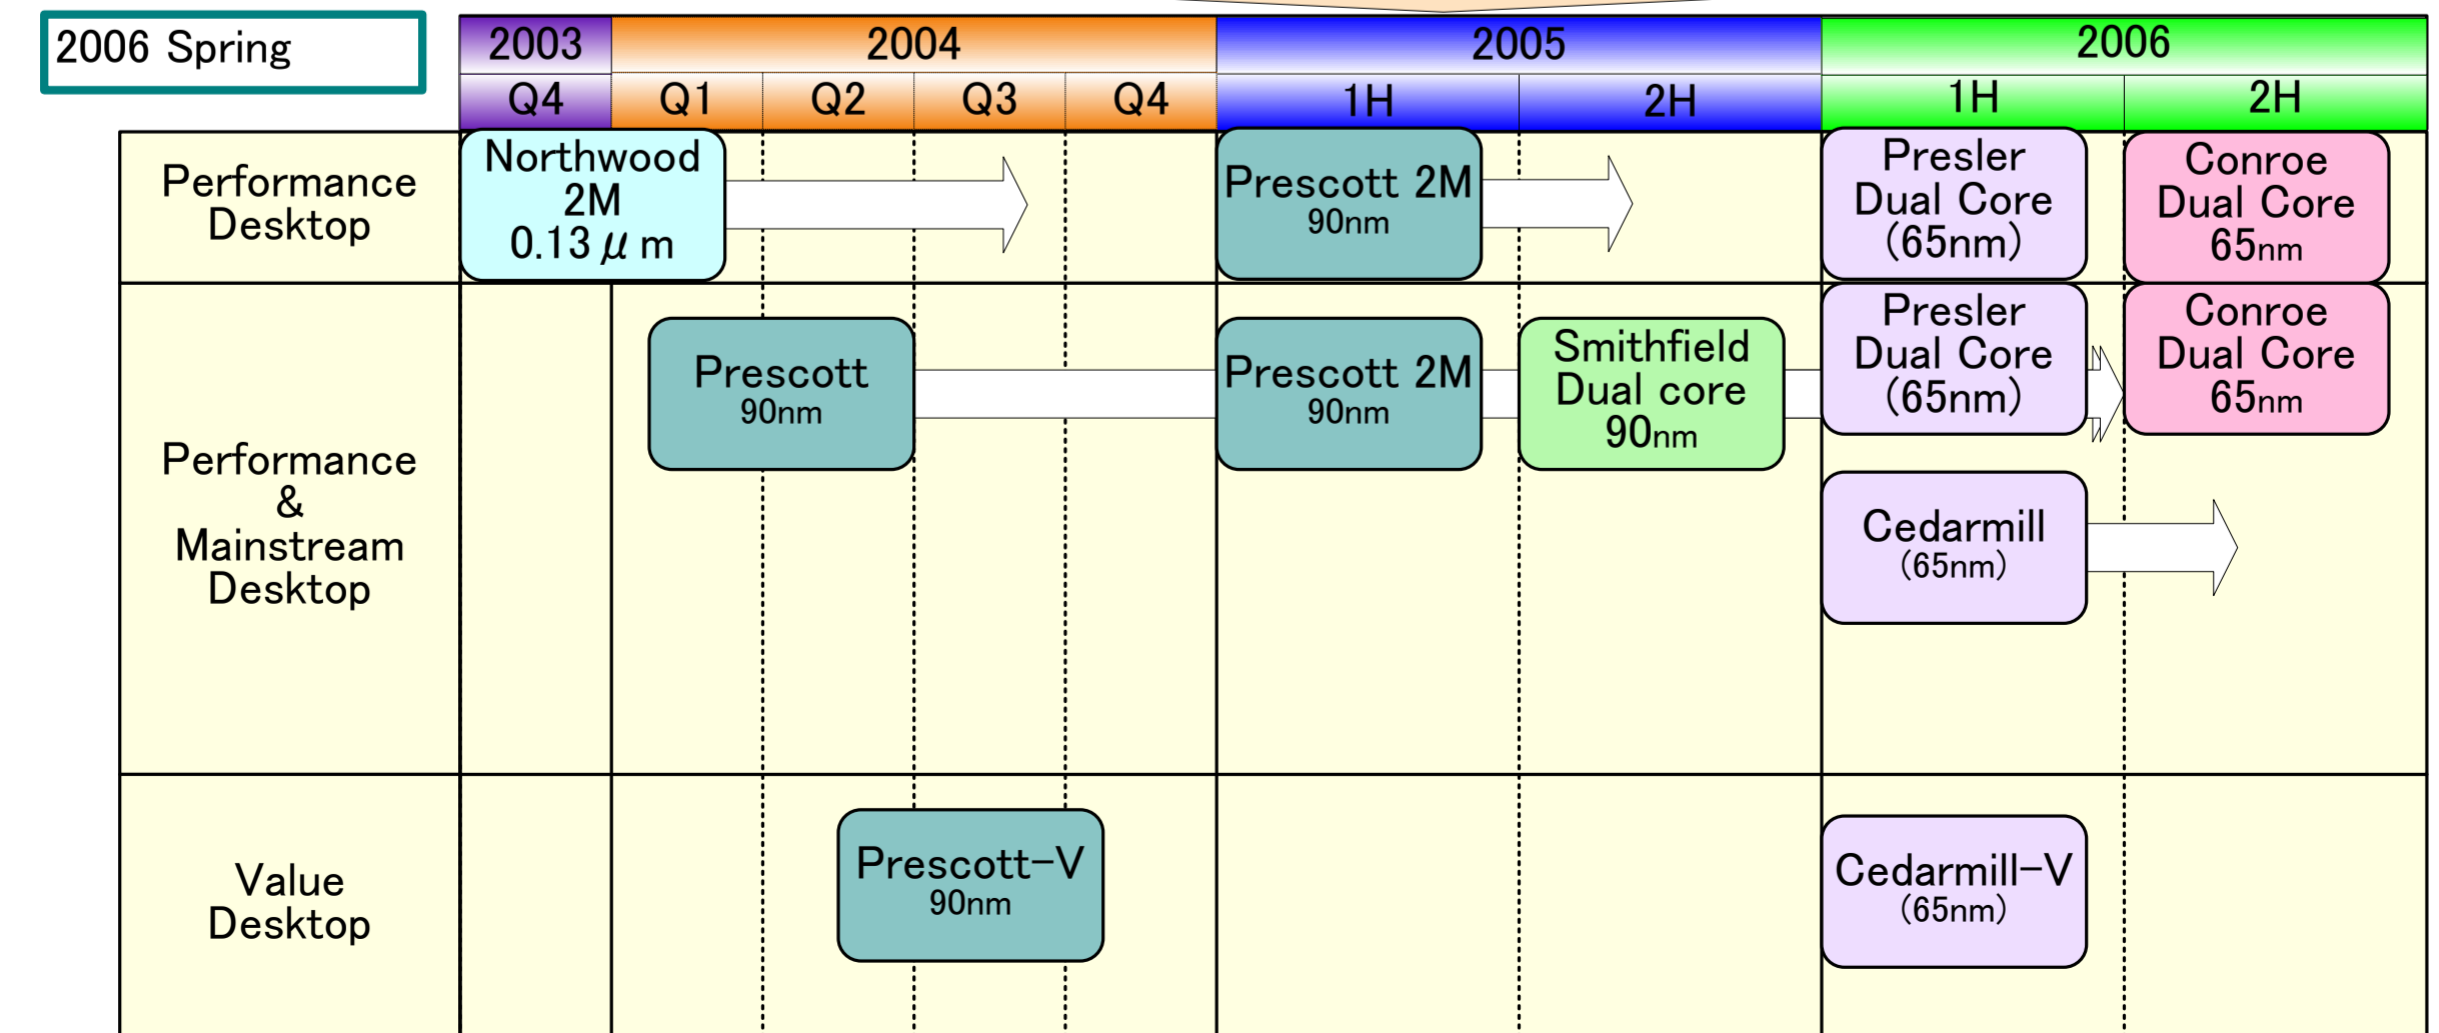 2006 Spring
2003
2004
2005
2006
Q4
Q1
Q2
Q3
Q4
1H
2H
1H
2H
Performance
Desktop
Northwood
2M
0.13μm
Prescott 2M
90nm
Presler
Dual Core
(65nm)
Conroe
Dual Core
65nm
Performance
&
Mainstream
Desktop
Prescott
90nm
Prescott 2M
90nm
Smithfield
Dual core
90nm
Presler
Dual Core
(65nm)
Conroe
Dual Core
65nm
Cedarmill
(65nm)
Value
Desktop
Prescott-V
90nm
Cedarmill-V
(65nm)